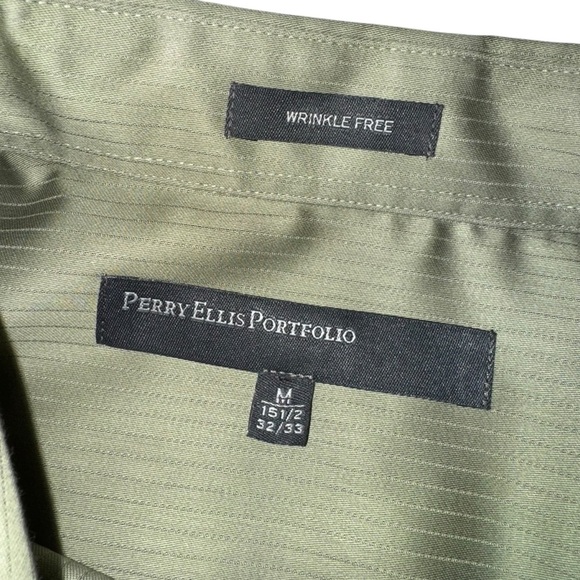 WRINKLE FREE
PERRY ELLIS PORTFOLIO
M
15 1/2
32/33